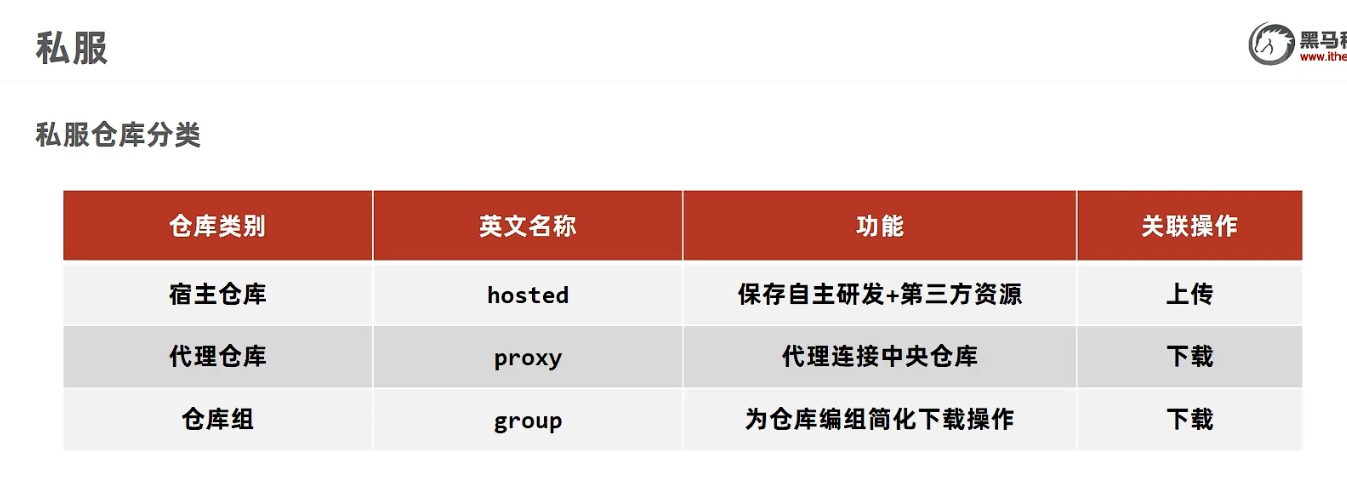 私服
黑马
www.ithe
私服仓库分类
仓库类别 英文名称 功能 关联操作
宿主仓库 hosted 保存自主研发+第三方资源 上传
代理仓库 proxy 代理连接中央仓库 下载
仓库组 group 为仓库编组简化下载操作 下载